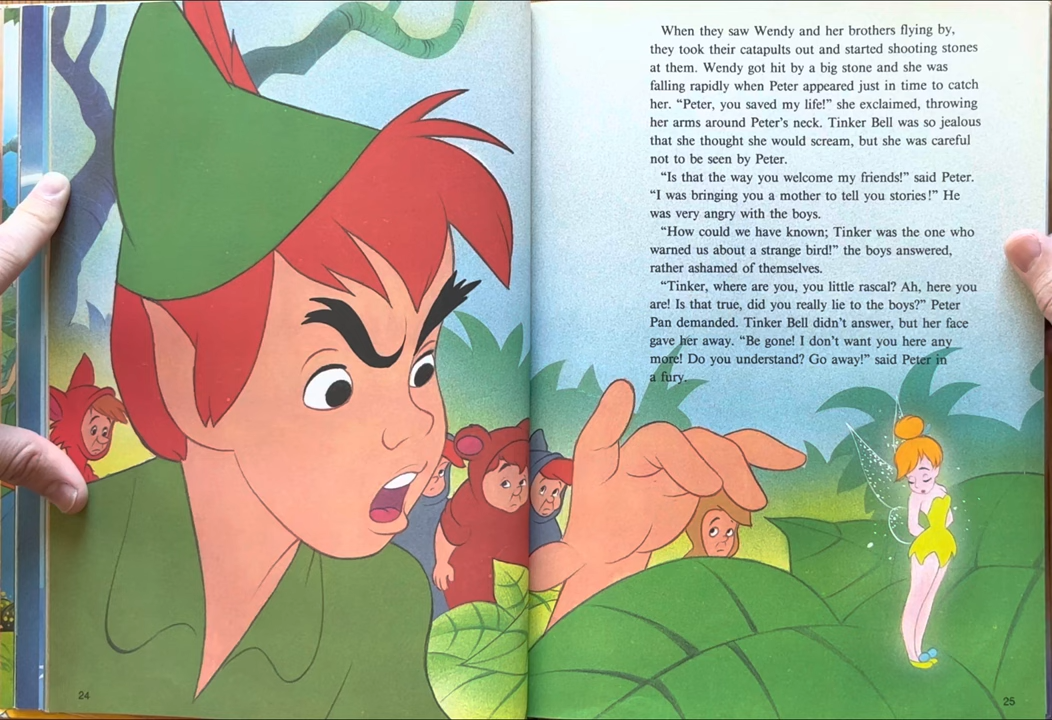 When they saw Wendy and her brothers flying by,
they took their catapults out and started shooting stones
at them. Wendy got hit by a big stone and she was
falling rapidly when Peter appeared just in time to catch
her. “Peter, you saved my life!” she exclaimed, throwing
her arms around Peter’s neck. Tinker Bell was so jealous
that she thought she would scream, but she was careful
not to be seen by Peter.
“Is that the way you welcome my friends!” said Peter.
“I was bringing you a mother to tell you stories!” He
was very angry with the boys.
“How could we have known; Tinker was the one who
warned us about a strange bird!” the boys answered,
rather ashamed of themselves.
“Tinker, where are you, you little rascal? Ah, here you
are! Is that true, did you really lie to the boys?” Peter
Pan demanded. Tinker Bell didn’t answer, but her face
gave her away. “Be gone! I don’t want you here any
more! Do you understand? Go away!” said Peter in
a fury.
24
25